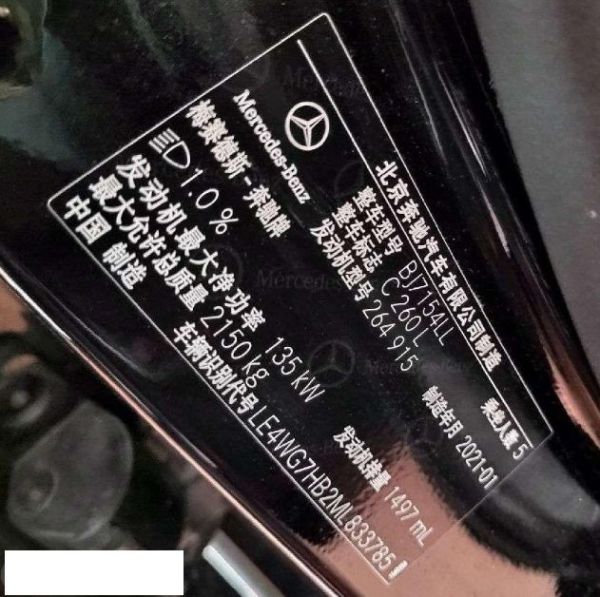 北京奔驰汽车有限公司制造
整车型号 BJ7154LL 乘坐人数 5
整车标志 C 260 L
发动机型号 264 915 制造年月 2021-01
Mercedes-Benz
梅赛德斯-奔驰牌
1.0 %
发动机最大净功率 135 kW 发动机排量 1497 mL
最大允许总质量 2150 kg
中国 制造 车辆识别代号 LE4WG7HB2ML833785